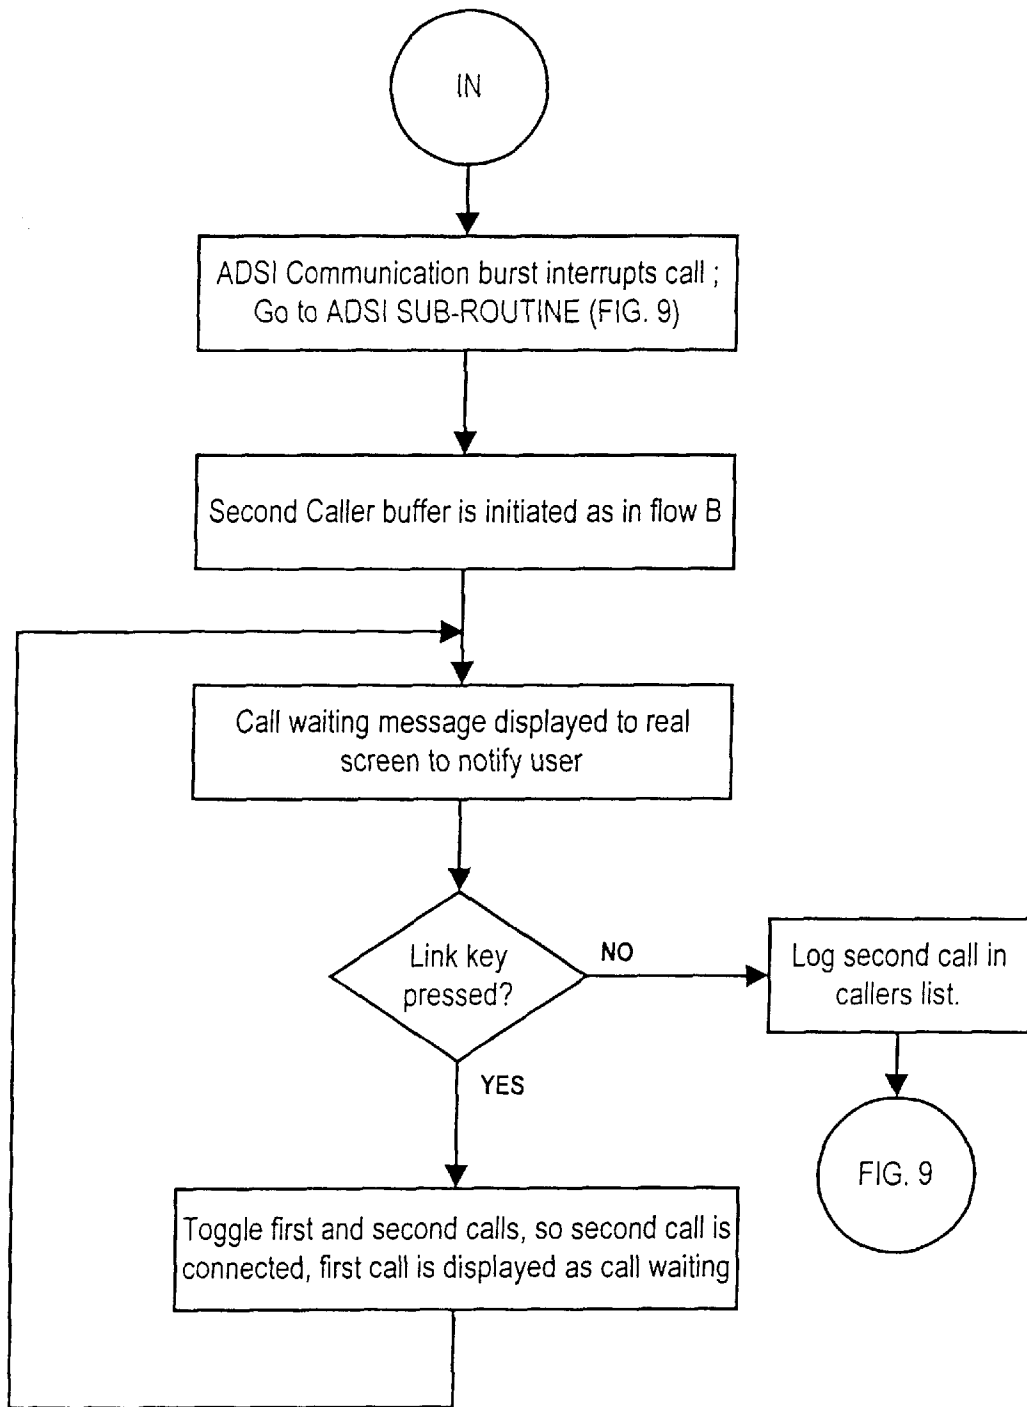 IN
ADSI Communication burst interrupts call ;
Go to ADSI SUB-ROUTINE (FIG. 9)
Second Caller buffer is initiated as in flow B
Call waiting message displayed to real
screen to notify user
Link key
pressed?
NO
Log second call in
callers list.
YES
FIG. 9
Toggle first and second calls, so second call is
connected, first call is displayed as call waiting